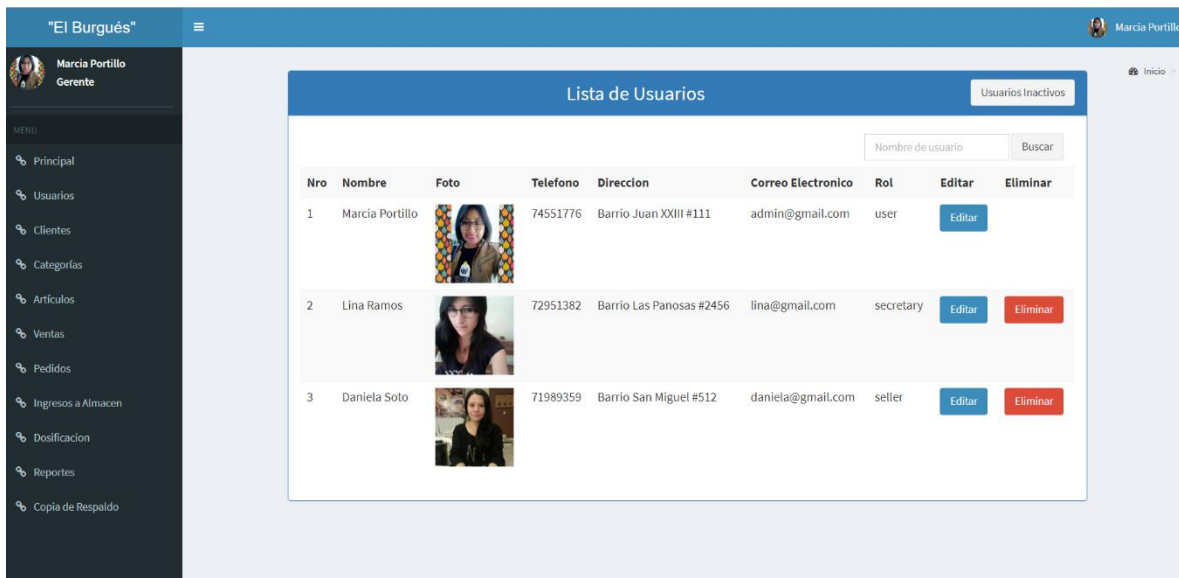 "El Burgués"
Marcia Portillo
Marcia Portillo
Gerente
Inicio >
MENU
Principal
Usuarios
Clientes
Categorías
Artículos
Ventas
Pedidos
Ingresos a Almacen
Dosificacion
Reportes
Copia de Respaldo
Lista de Usuarios
Usuarios Inactivos
Nombre de usuario Buscar
Nro Nombre Foto Telefono Direccion Correo Electronico Rol Editar Eliminar
1 Marcia Portillo 74551776 Barrio Juan XXIII #111 admin@gmail.com user Editar
2 Lina Ramos 72951382 Barrio Las Panosas #2456 lina@gmail.com secretary Editar Eliminar
3 Daniela Soto 71989359 Barrio San Miguel #512 daniela@gmail.com seller Editar Eliminar